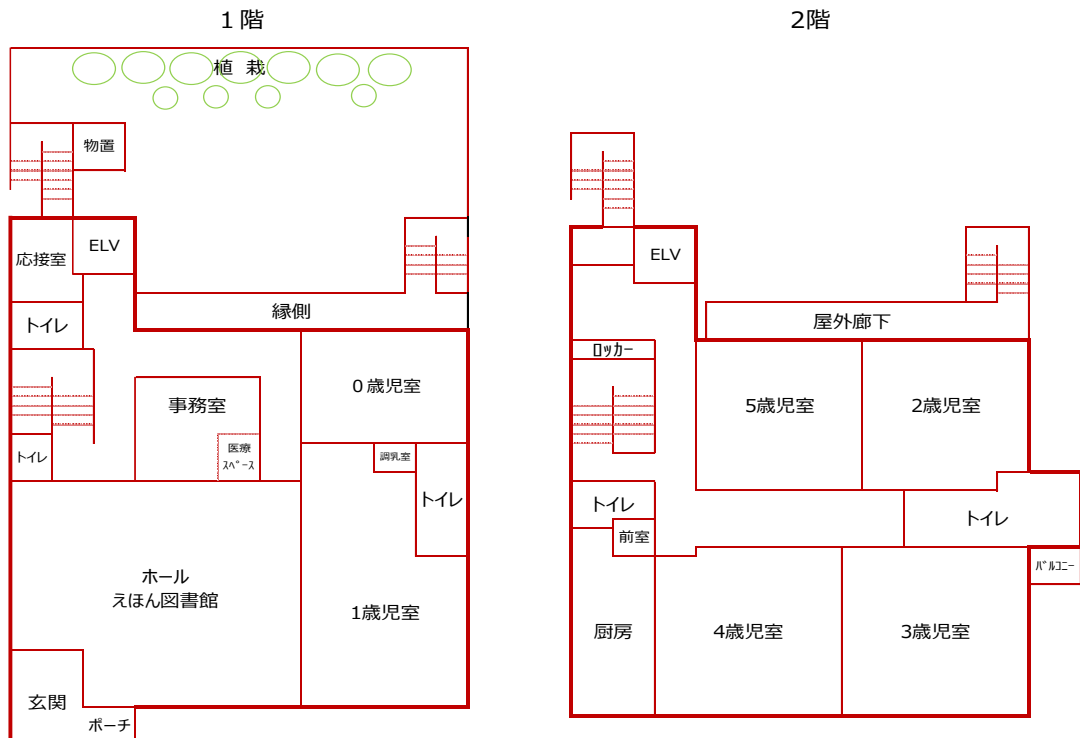 １階
植 栽
物置
応接室
ELV
トイレ
縁側
事務室
０歳児室
トイレ
医療
スペース
調乳室
トイレ
ホール
えほん図書館
1歳児室
玄関
ポーチ
2階
ELV
屋外廊下
ロッカー
5歳児室
2歳児室
トイレ
前室
トイレ
バルコニー
厨房
4歳児室
3歳児室